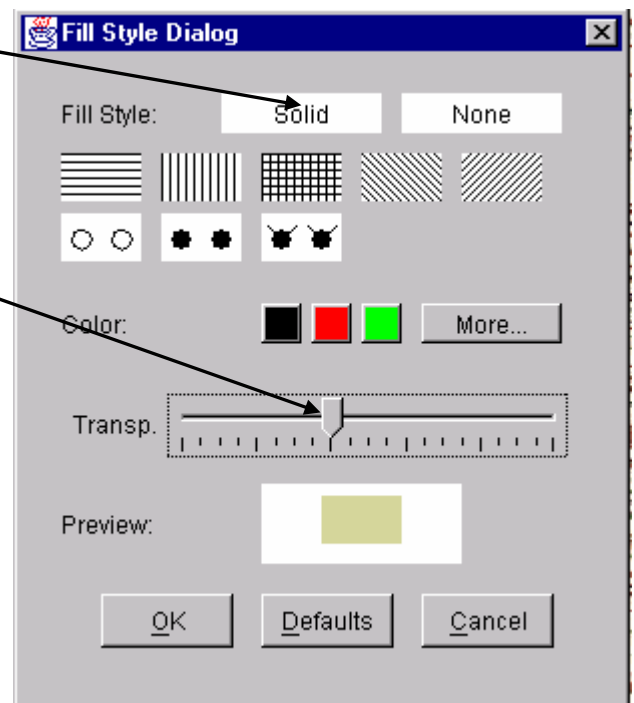 Fill Style Dialog
Fill Style: Solid None
Color: More...
Transp.
Preview:
OK Defaults Cancel